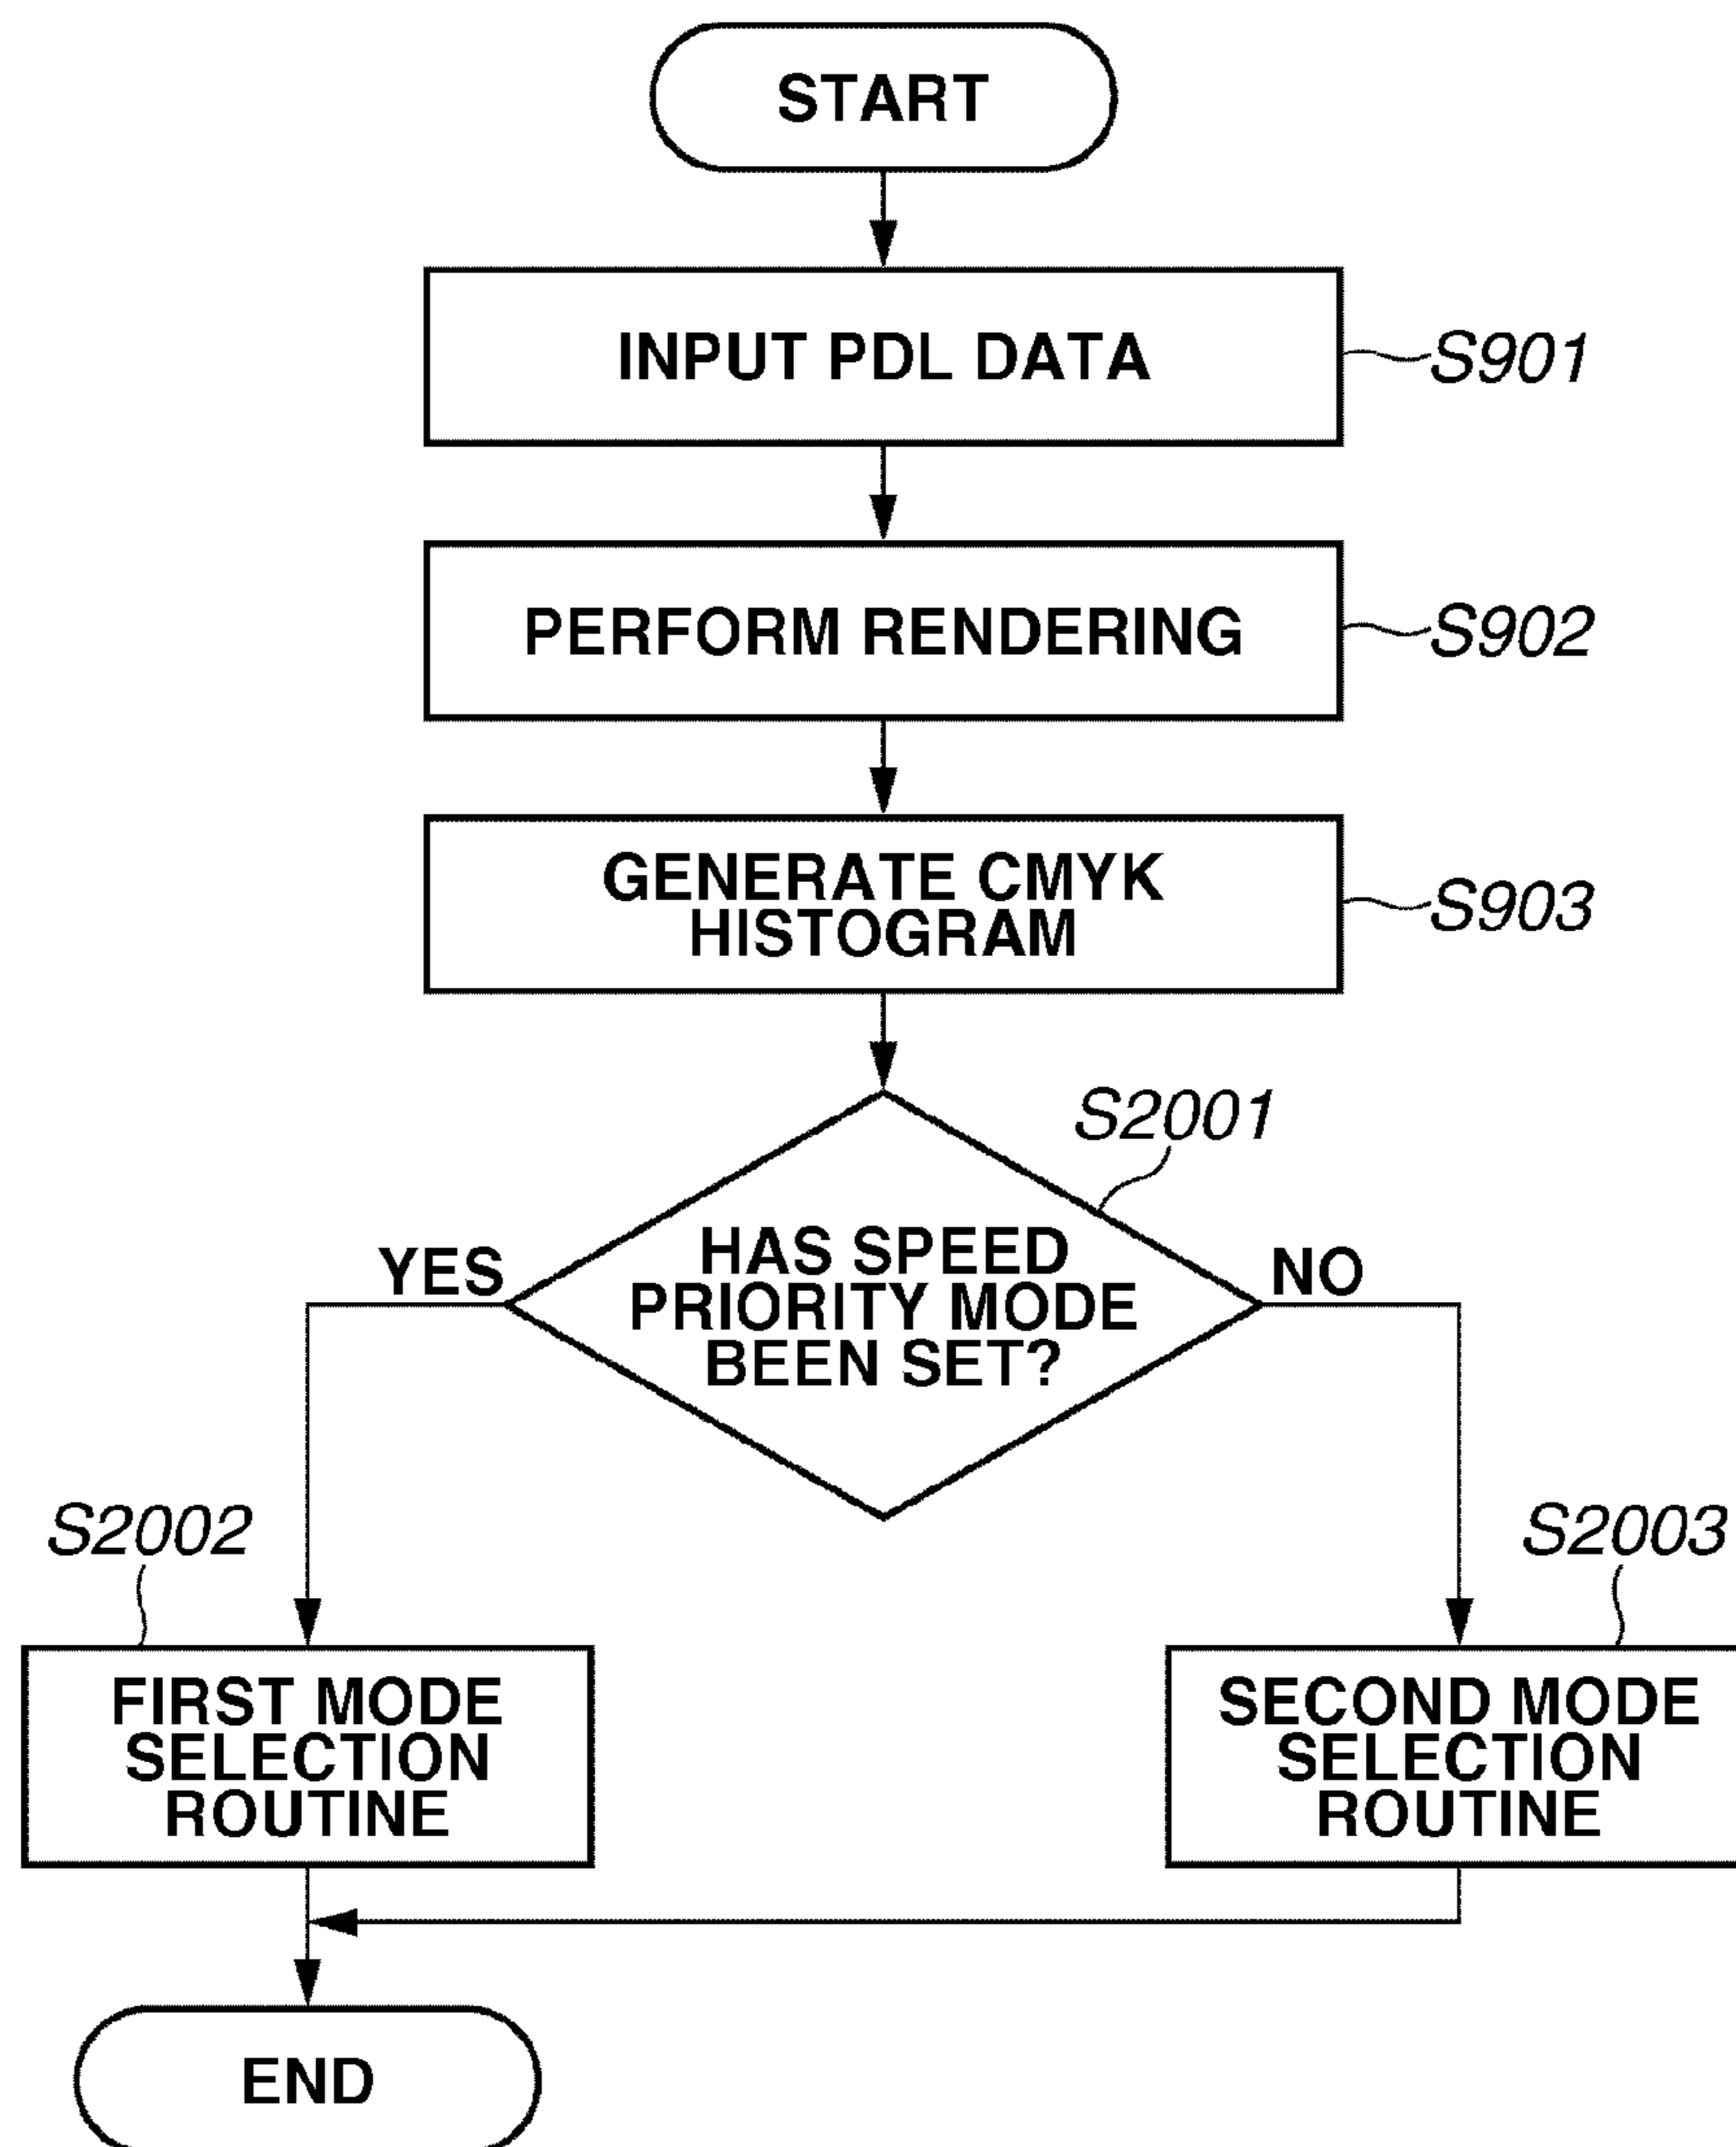 START
INPUT PDL DATA
S901
PERFORM RENDERING
S902
GENERATE CMYK
HISTOGRAM
S903
S2001
HAS SPEED
PRIORITY MODE
BEEN SET?
YES
NO
S2002
S2003
FIRST MODE
SELECTION
ROUTINE
SECOND MODE
SELECTION
ROUTINE
END